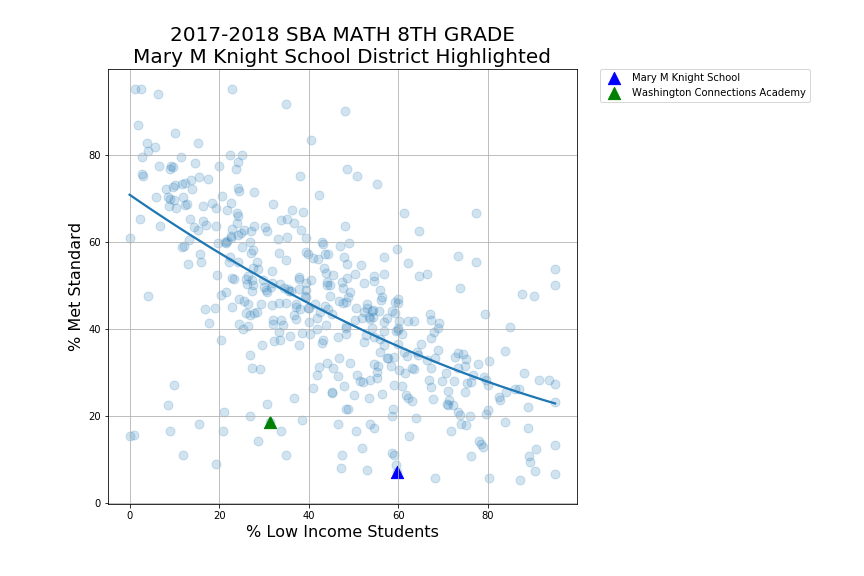 2017-2018 SBA MATH 8TH GRADE
Mary M Knight School District Highlighted
Mary M Knight School
Washington Connections Academy
% Met Standard
80
60
40
20
0
0 20 40 60 80
% Low Income Students